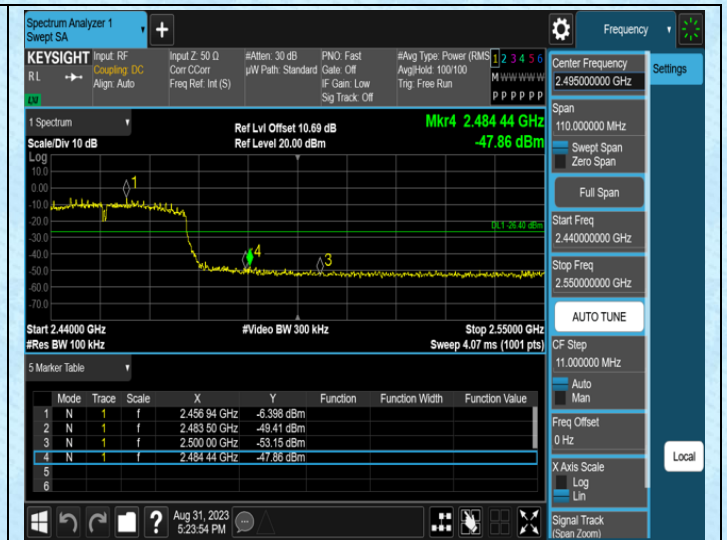 Spectrum Analyzer 1
Swept SA
Frequency
KEYSIGHT
Input: RF
Input Z: 50 Ω
#Atten: 30 dB
PNO: Fast
#Avg Type: Power (RMS
1 2 3 4 5 6
RL
Coupling: DC
Corr CCorr
µW Path: Standard
Gate: Off
Avg|Hold: 100/100
M W W W W W
Align: Auto
Freq Ref: Int (S)
IF Gain: Low
Trig: Free Run
Sig Track: Off
P P P P P P
LXI
1 Spectrum
Ref Lvl Offset 10.69 dB
Mkr4 2.484 44 GHz
Scale/Div 10 dB
Ref Level 20.00 dBm
-47.86 dBm
Log
10.0
0.00
-10.0
-20.0
-30.0
-40.0
-50.0
-60.0
-70.0
1
4
3
DL1 -26.40 dBm
Start 2.44000 GHz
#Video BW 300 kHz
Stop 2.55000 GHz
#Res BW 100 kHz
Sweep 4.07 ms (1001 pts)
5 Marker Table
Mode Trace Scale X Y Function Function Width Function Value
1 N 1 f 2.456 94 GHz -6.398 dBm
2 N 1 f 2.483 50 GHz -49.41 dBm
3 N 1 f 2.500 00 GHz -53.15 dBm
4 N 1 f 2.484 44 GHz -47.86 dBm
5
6
?
Aug 31, 2023
5:23:54 PM
Center Frequency
2.495000000 GHz
Settings
Span
110.000000 MHz
Swept Span
Zero Span
Full Span
Start Freq
2.440000000 GHz
Stop Freq
2.550000000 GHz
AUTO TUNE
CF Step
11.000000 MHz
Auto
Man
Freq Offset
0 Hz
Local
X Axis Scale
Log
Lin
Signal Track
(Span Zoom)